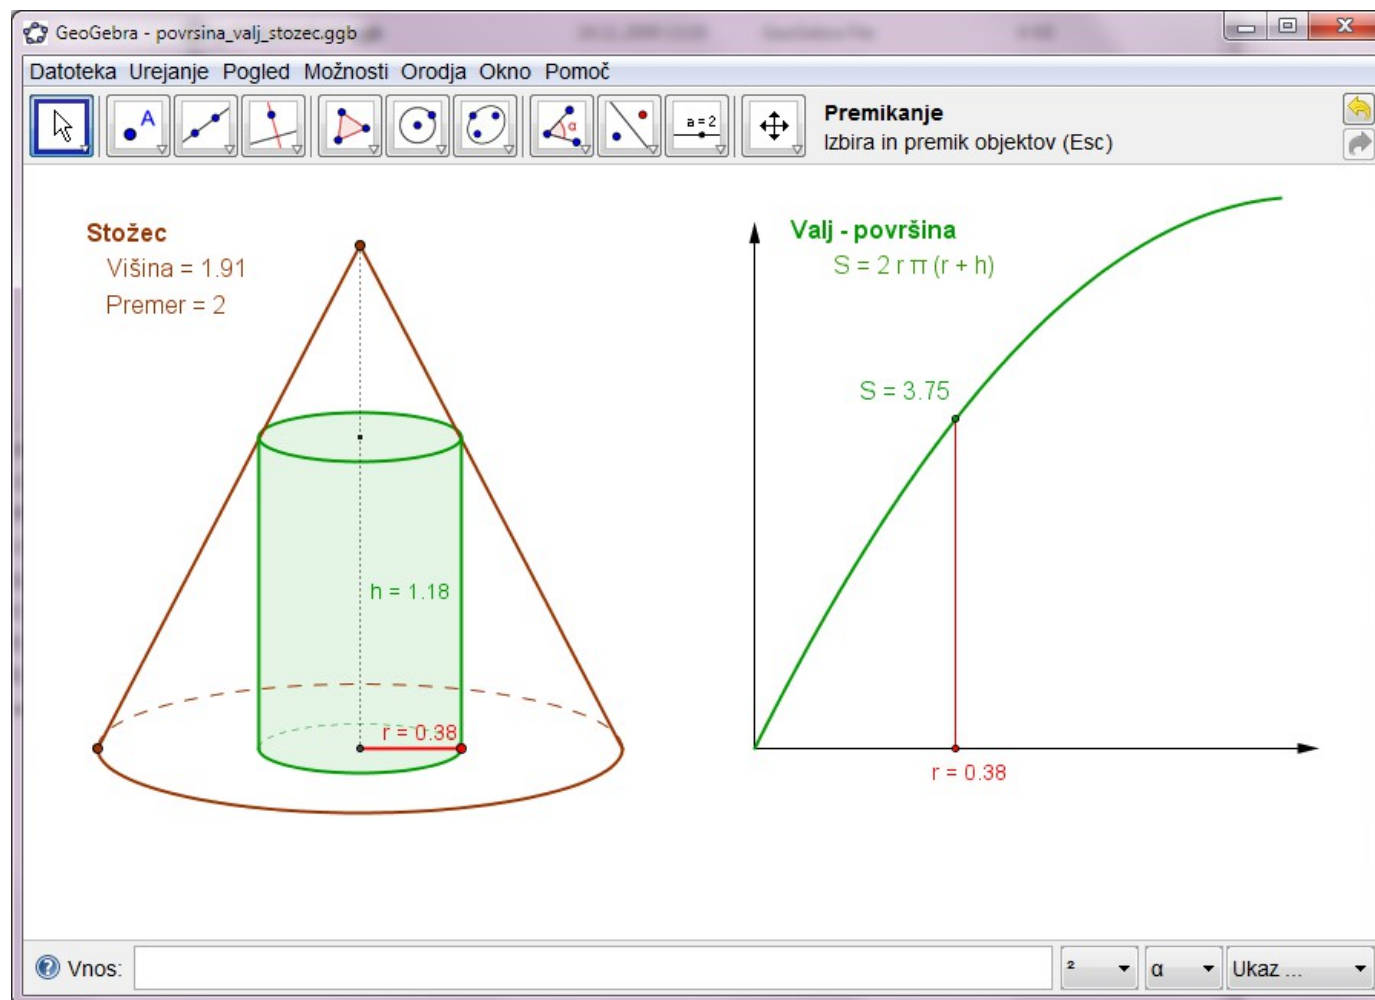 GeoGebra - povrsina_valj_stozec.ggb
Datoteka Urejanje Pogled Možnosti Orodja Okno Pomoč
A
α
a = 2
Premikanje
Izbira in premik objektov (Esc)
Stožec
Višina = 1.91
Premer = 2
h = 1.18
r = 0.38
Valj - površina
S = 2 r π (r + h)
S = 3.75
r = 0.38
Vnos:
²
α
Ukaz ...